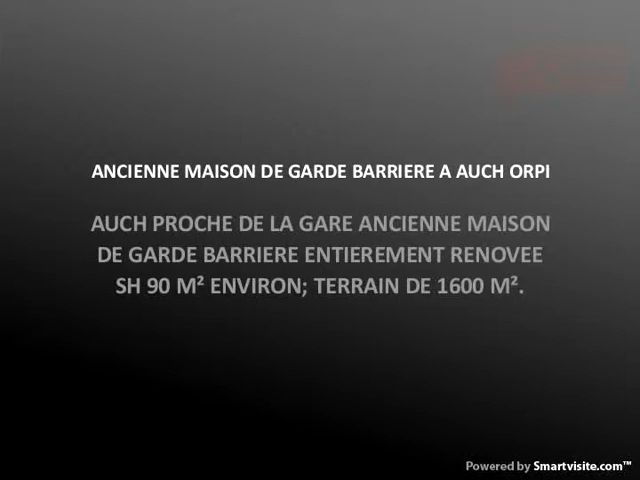 ANCIENNE MAISON DE GARDE BARRIERE A AUCH ORPI
AUCH PROCHE DE LA GARE ANCIENNE MAISON
DE GARDE BARRIERE ENTIEREMENT RENOVEE
SH 90 M² ENVIRON; TERRAIN DE 1600 M².
Powered by Smartvisite.com™